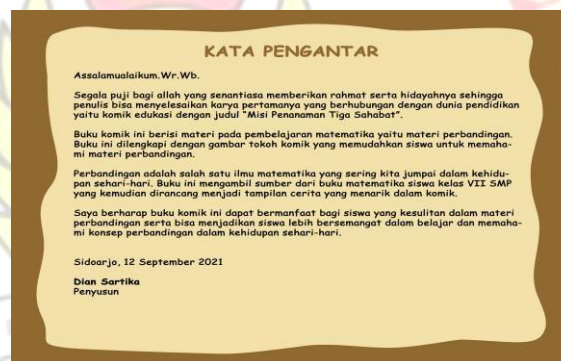 KATA PENGANTAR
Assalamualaikum.Wr.Wb.
Segala puji bagi allah yang senantiasa memberikan rahmat serta hidayahnya sehingga
penulis bisa menyelesaikan karya pertamanya yang berhubungan dengan dunia pendidikan
yaitu komik edukasi dengan judul "Misi Penanaman Tiga Sahabat".
Buku komik ini berisi materi pada pembelajaran matematika yaitu materi perbandingan.
Buku ini dilengkapi dengan gambar tokoh komik yang memudahkan siswa untuk memaha-
mi materi perbandingan.
Perbandingan adalah salah satu ilmu matematika yang sering kita jumpai dalam kehidu-
pan sehari-hari. Buku ini mengambil sumber dari buku matematika siswa kelas VII SMP
yang kemudian dirancang menjadi tampilan cerita yang menarik dalam komik.
Saya berharap buku komik ini dapat bermanfaat bagi siswa yang kesulitan dalam materi
perbandingan serta bisa menjadikan siswa lebih bersemangat dalam belajar dan memaha-
mi konsep perbandingan dalam kehidupan sehari-hari.
Sidoarjo, 12 September 2021
Dian Sartika
Penyusun